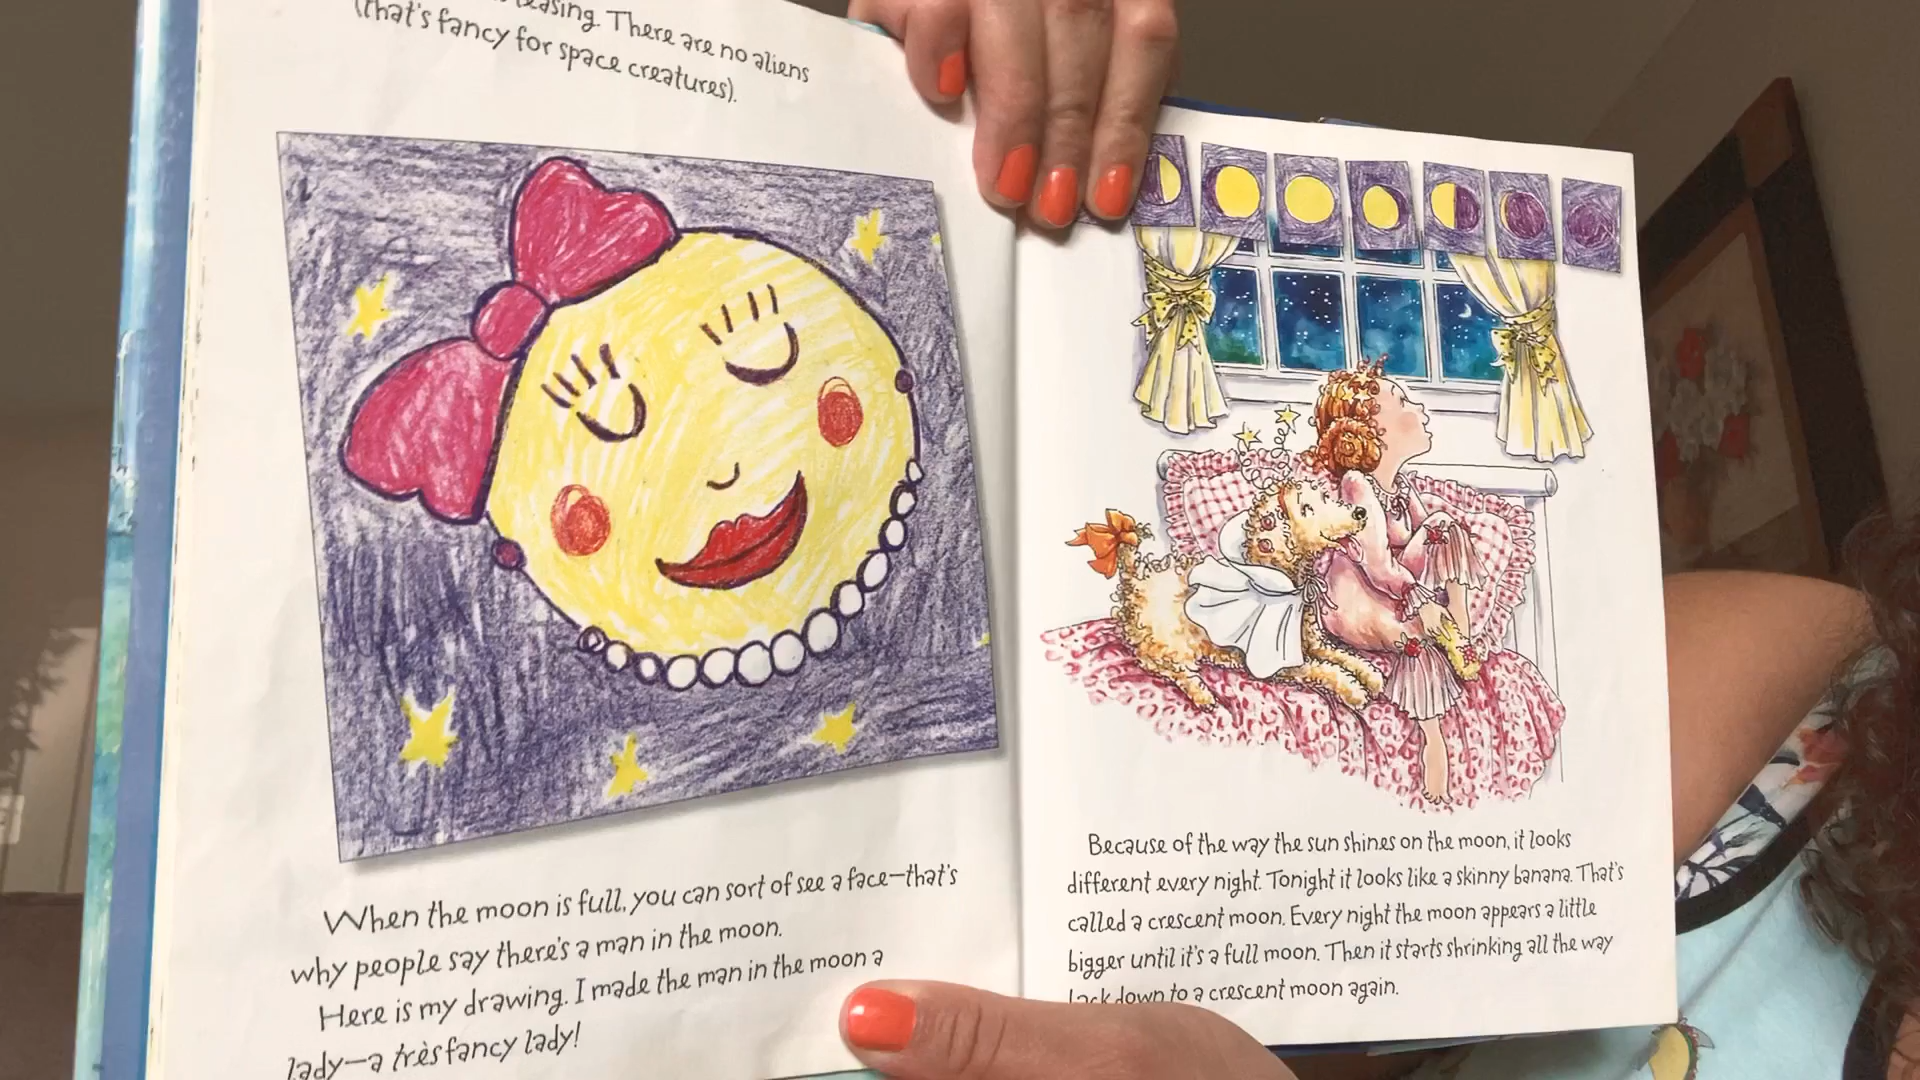 teasing. There are no aliens
(that's fancy for space creatures).
When the moon is full, you can sort of see a face—that's
why people say there's a man in the moon.
Here is my drawing. I made the man in the moon a
lady—a très fancy lady!
Because of the way the sun shines on the moon, it looks
different every night. Tonight it looks like a skinny banana. That's
called a crescent moon. Every night the moon appears a little
bigger until it's a full moon. Then it starts shrinking all the way
back down to a crescent moon again.